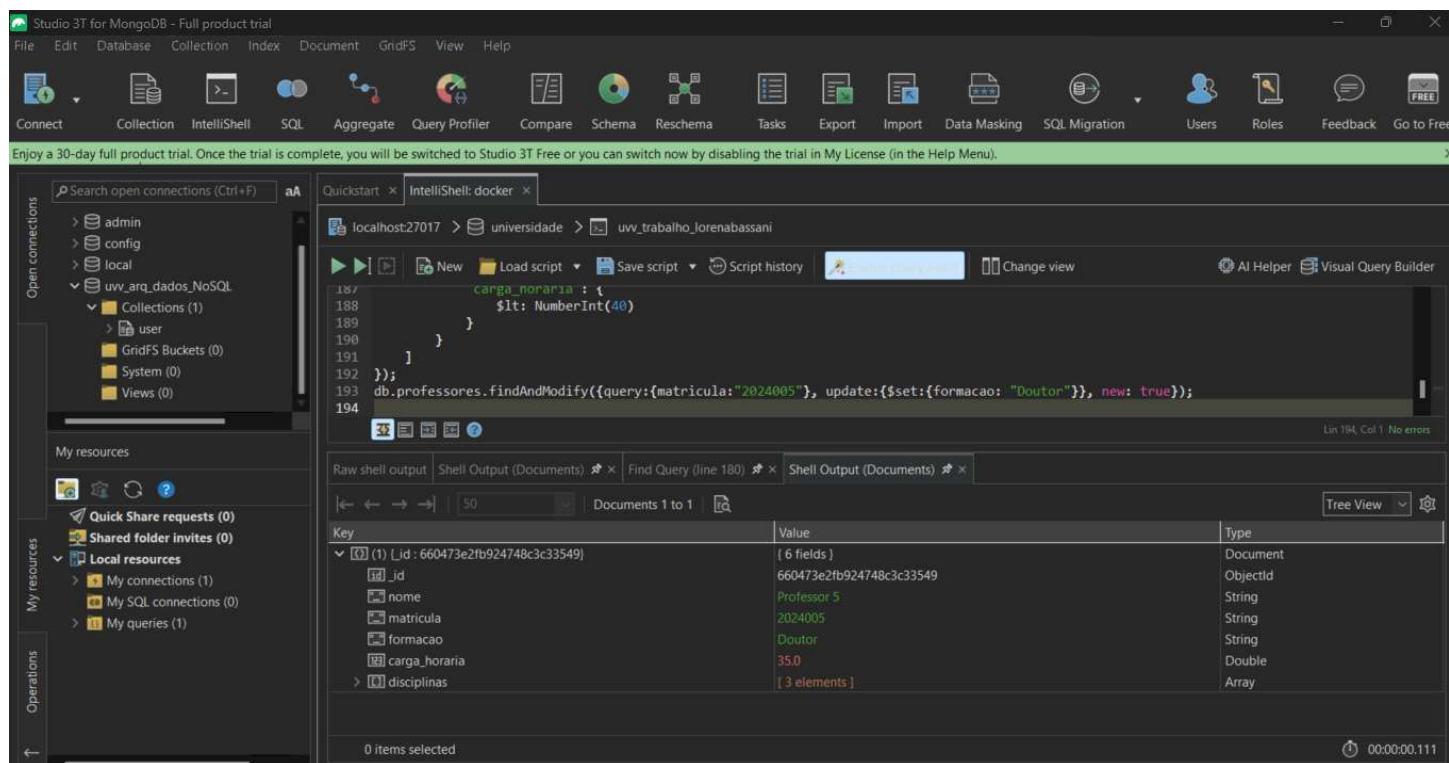 Studio 3T for MongoDB - Full product trial
File Edit Database Collection Index Document GridFS View Help
Connect Collection IntelliShell SQL Aggregate Query Profiler Compare Schema Reschema Tasks Export Import Data Masking SQL Migration Users Roles Feedback Go to Free
FREE
Enjoy a 30-day full product trial. Once the trial is complete, you will be switched to Studio 3T Free or you can switch now by disabling the trial in My License (in the Help Menu).
Open connections
Search open connections (Ctrl+F) aA
admin
config
local
uvv_arq_dados_NoSQL
Collections (1)
user
GridFS Buckets (0)
System (0)
Views (0)
My resources
My resources
Quick Share requests (0)
Shared folder invites (0)
Local resources
My connections (1)
My SQL connections (0)
My queries (1)
Operations
Quickstart × IntelliShell: docker ×
localhost:27017 > universidade > uvv_trabalho_lorenabassani
New Load script Save script Script history Change view AI Helper Visual Query Builder
187 carga_horaria : {
188 $lt: NumberInt(40)
189 }
190 }
191 ]
192 });
193 db.professores.findAndModify({query:{matricula:"2024005"}, update:{$set:{formacao: "Doutor"}}, new: true});
194
Lin 194, Col 1 No errors
Raw shell output Shell Output (Documents) × Find Query (line 180) × Shell Output (Documents) ×
50 Documents 1 to 1 Tree View
Key Value Type
(1) {_id : 660473e2fb924748c3c33549} { 6 fields } Document
_id 660473e2fb924748c3c33549 ObjectId
nome Professor 5 String
matricula 2024005 String
formacao Doutor String
carga_horaria 35.0 Double
disciplinas [ 3 elements ] Array
0 items selected 00:00:00.111